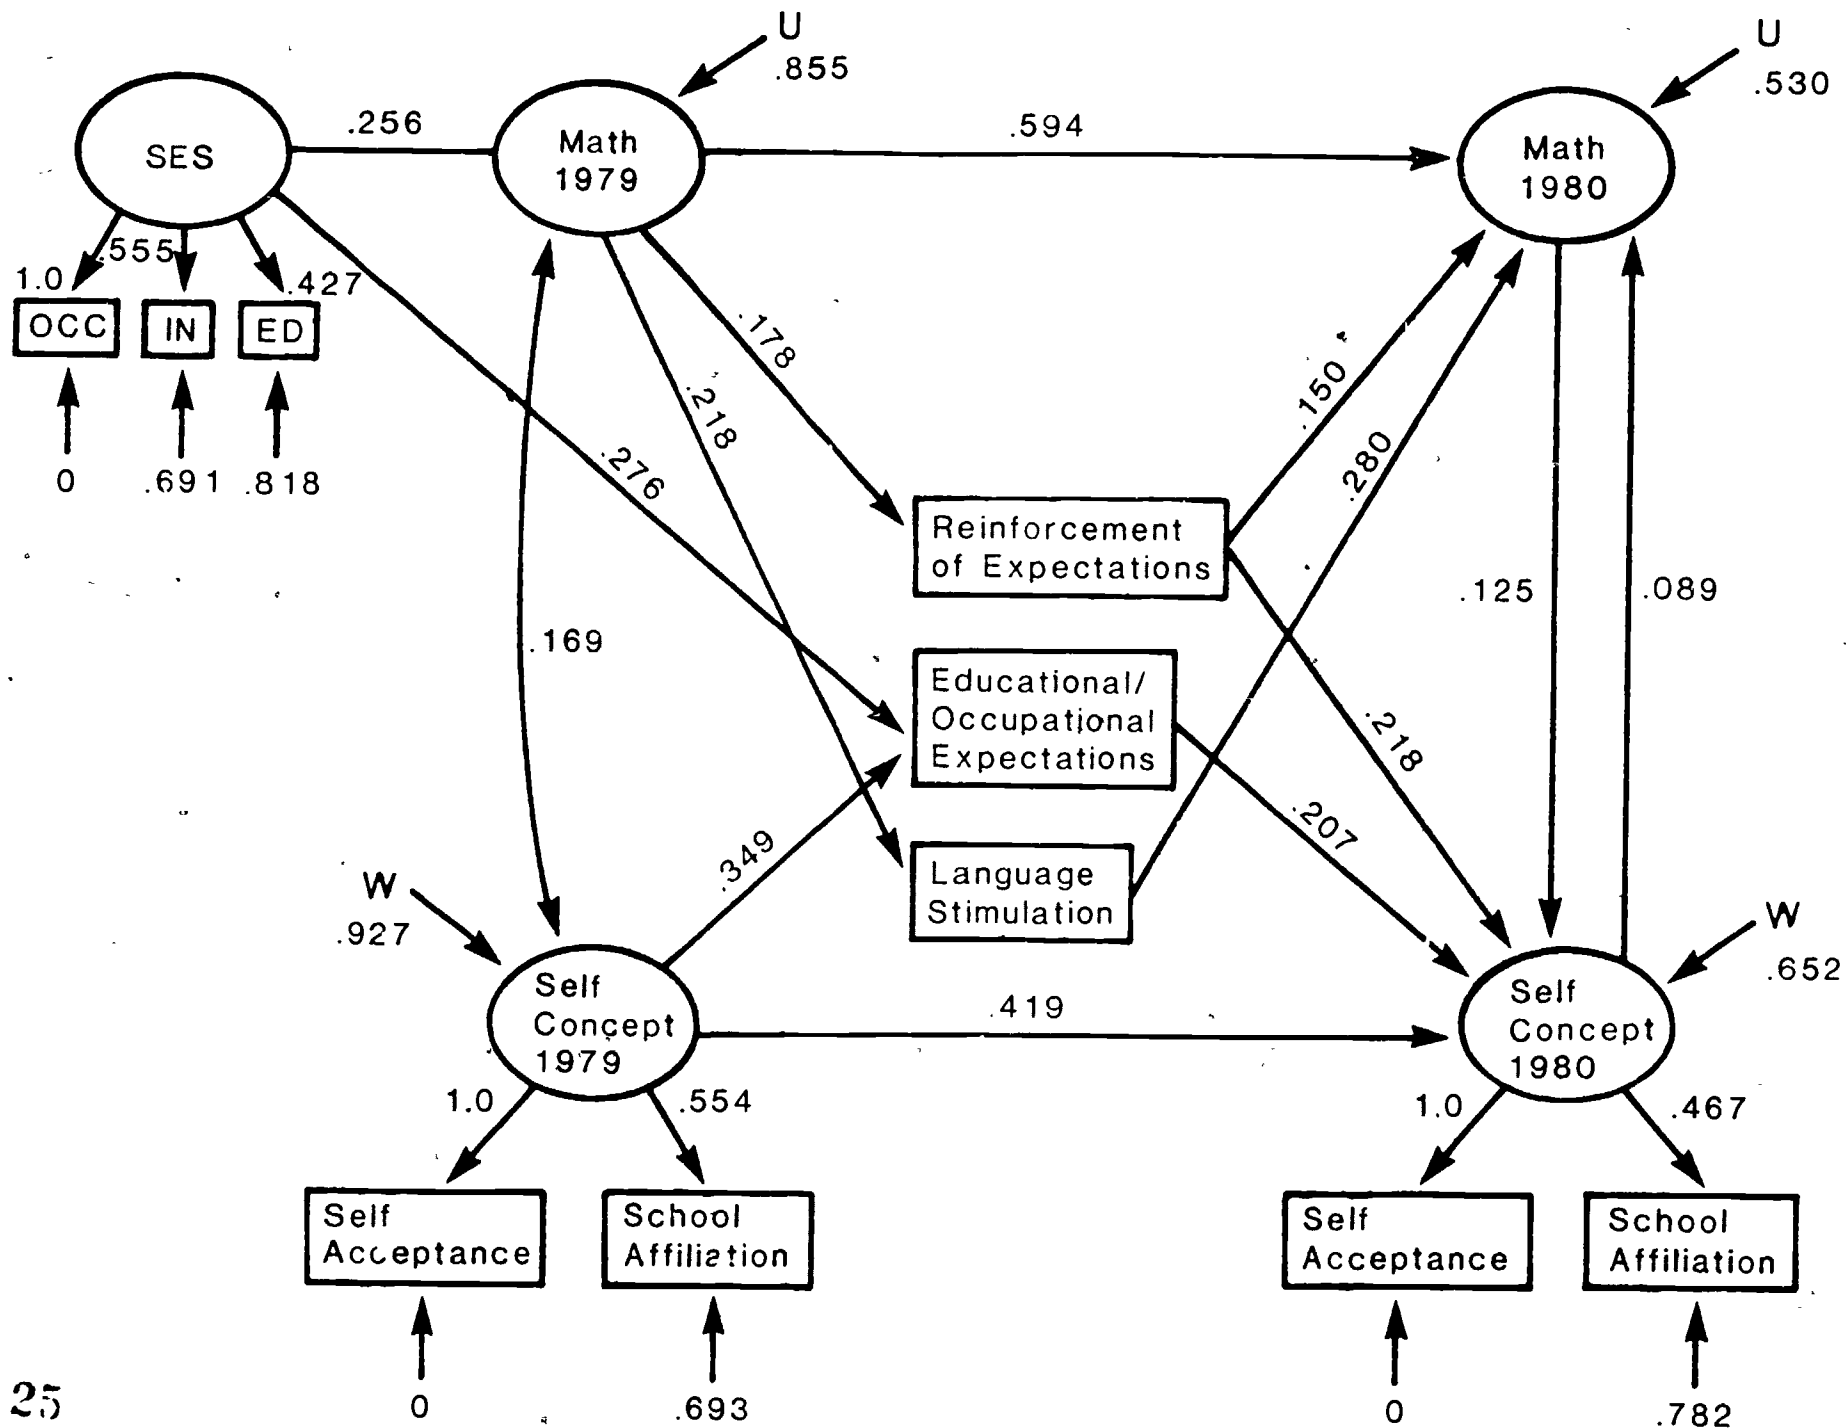 U
.855
U
.530
SES
.256
Math
1979
.594
Math
1980
1.0
.555
.427
OCC
IN
ED
0
.691
.818
.178
.218
.276
.169
.150
.280
Reinforcement
of Expectations
.125
.089
Educational/
Occupational
Expectations
.218
.207
.349
Language
Stimulation
W
.927
W
.652
Self
Concept
1979
.419
Self
Concept
1980
1.0
.554
1.0
.467
Self
Acceptance
School
Affiliation
Self
Acceptance
School
Affiliation
0
.693
0
.782
25